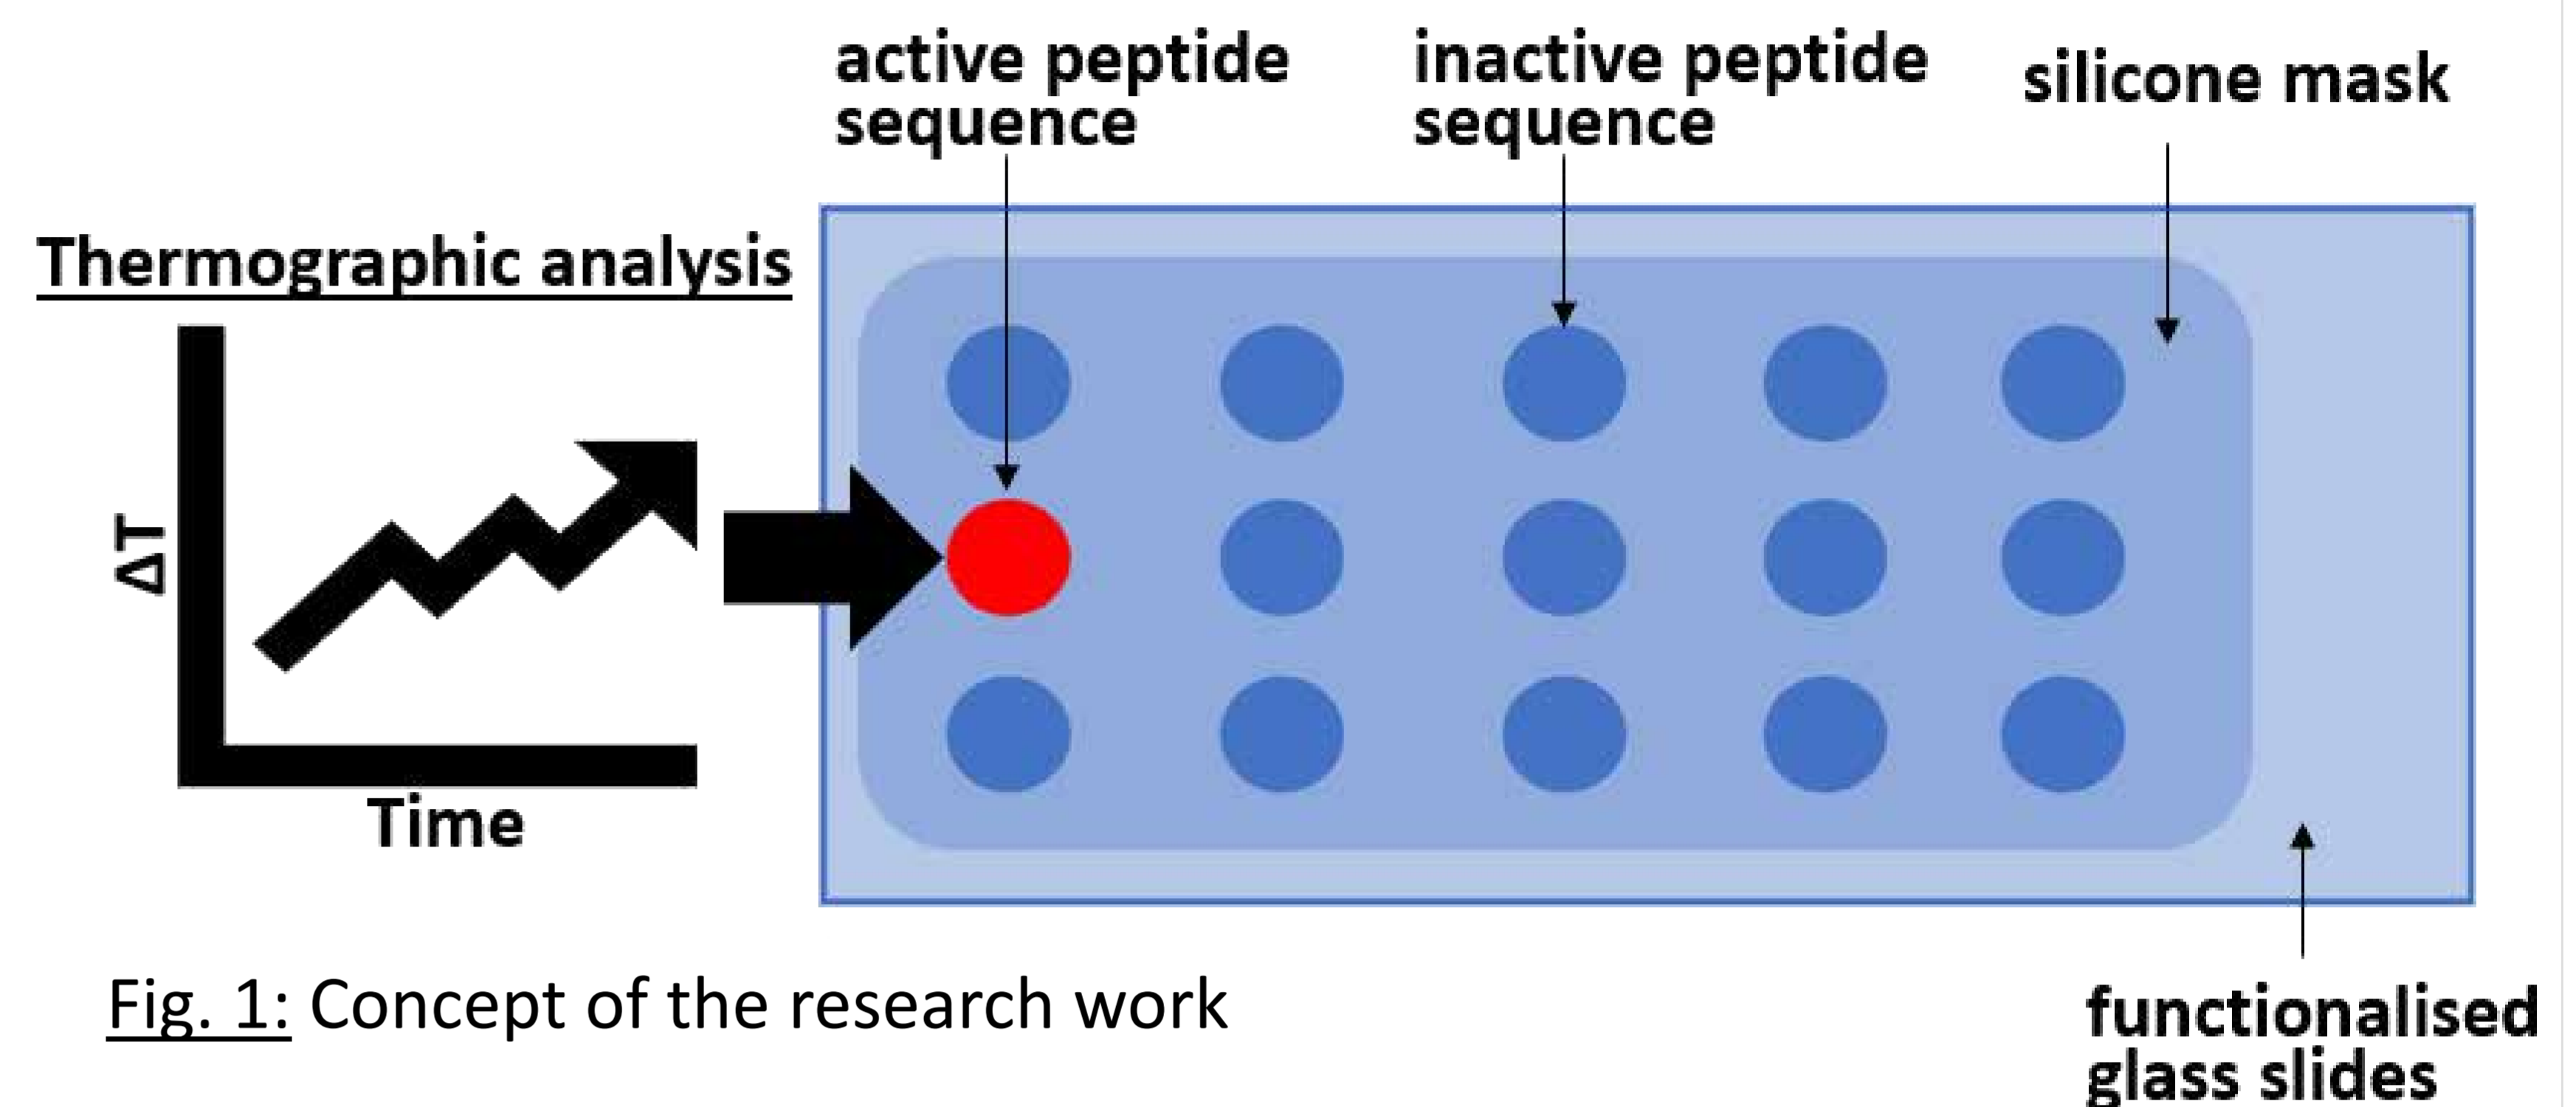 active peptide
sequence
inactive peptide
sequence
silicone mask
Thermographic analysis
ΔT
Time
Fig. 1: Concept of the research work
functionalised
glass slides